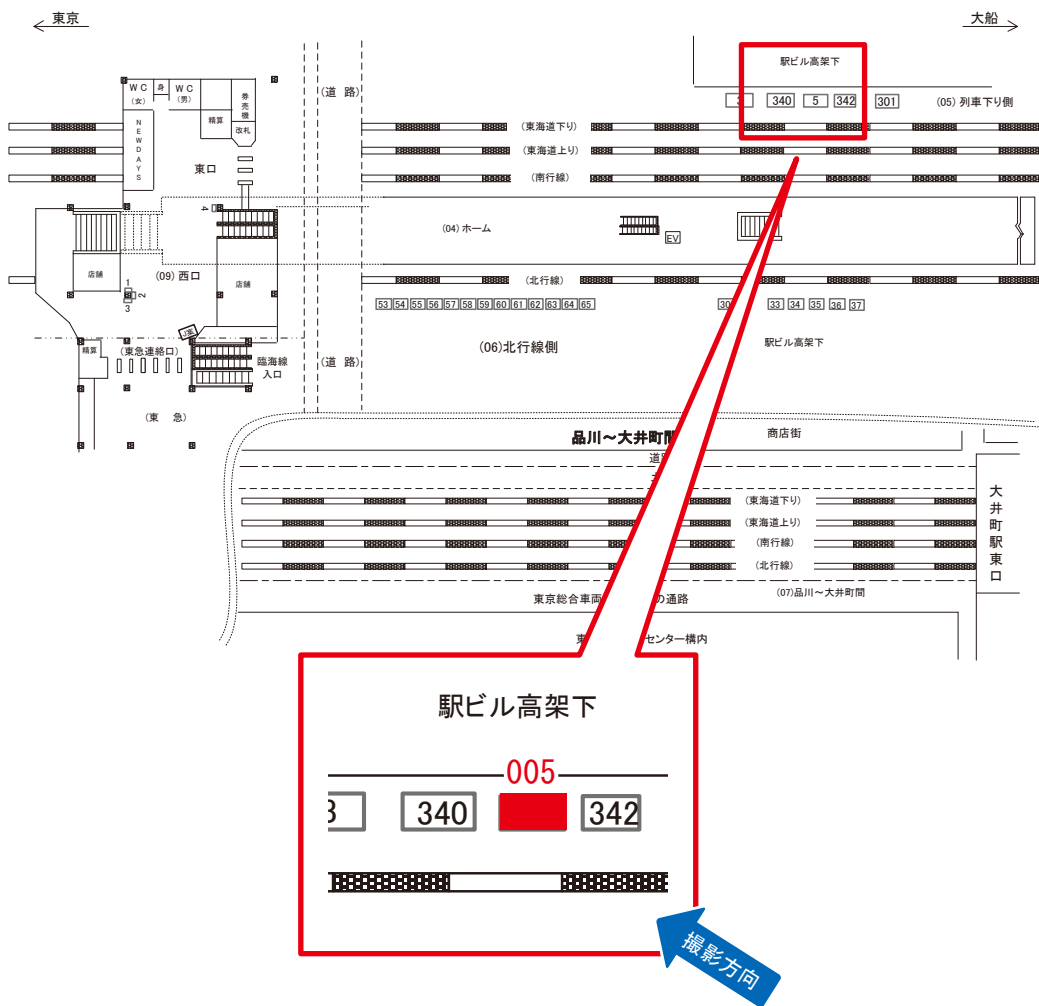 東京
大船
駅ビル高架下
WC
(女)
身
WC
(男)
券売機
精算
改札
NEWDAYS
東口
(道 路)
3
340
5
342
301
(05) 列車下り側
(東海道下り)
(東海道上り)
(南行線)
4
(04) ホーム
EV
店舗
(09) 西口
店舗
1
2
3
(北行線)
53 54 55 56 57 58 59 60 61 62 63 64 65
30
33 34 35 36 37
(06)北行線側
駅ビル高架下
精算
(東急連絡口)
臨海線
入口
(道 路)
(東 急)
品川~大井町間
商店街
道路
(東海道下り)
(東海道上り)
(南行線)
(北行線)
大井町駅東口
(07)品川~大井町間
東京総合車両
の通路
東
センター構内
駅ビル高架下
005
3
340
342
撮影方向